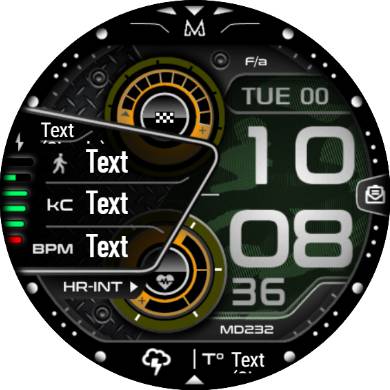 M
F/a
TUE 00
10
Text
Text
kC Text
08
BPM Text
HR-INT
36
MD232
T° Text